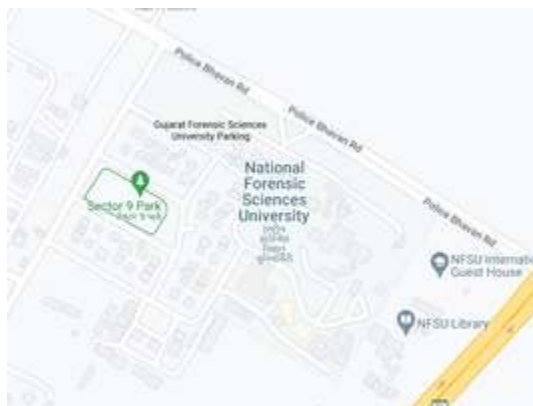 Police Bhavan Rd
Police Bhavan Rd
Gujarat Forensic Sciences
University Parking
National
Forensic
Sciences
University
Sector 9 Park
Police Bhavan Rd
NFSU Internati
Guest House
NFSU Library